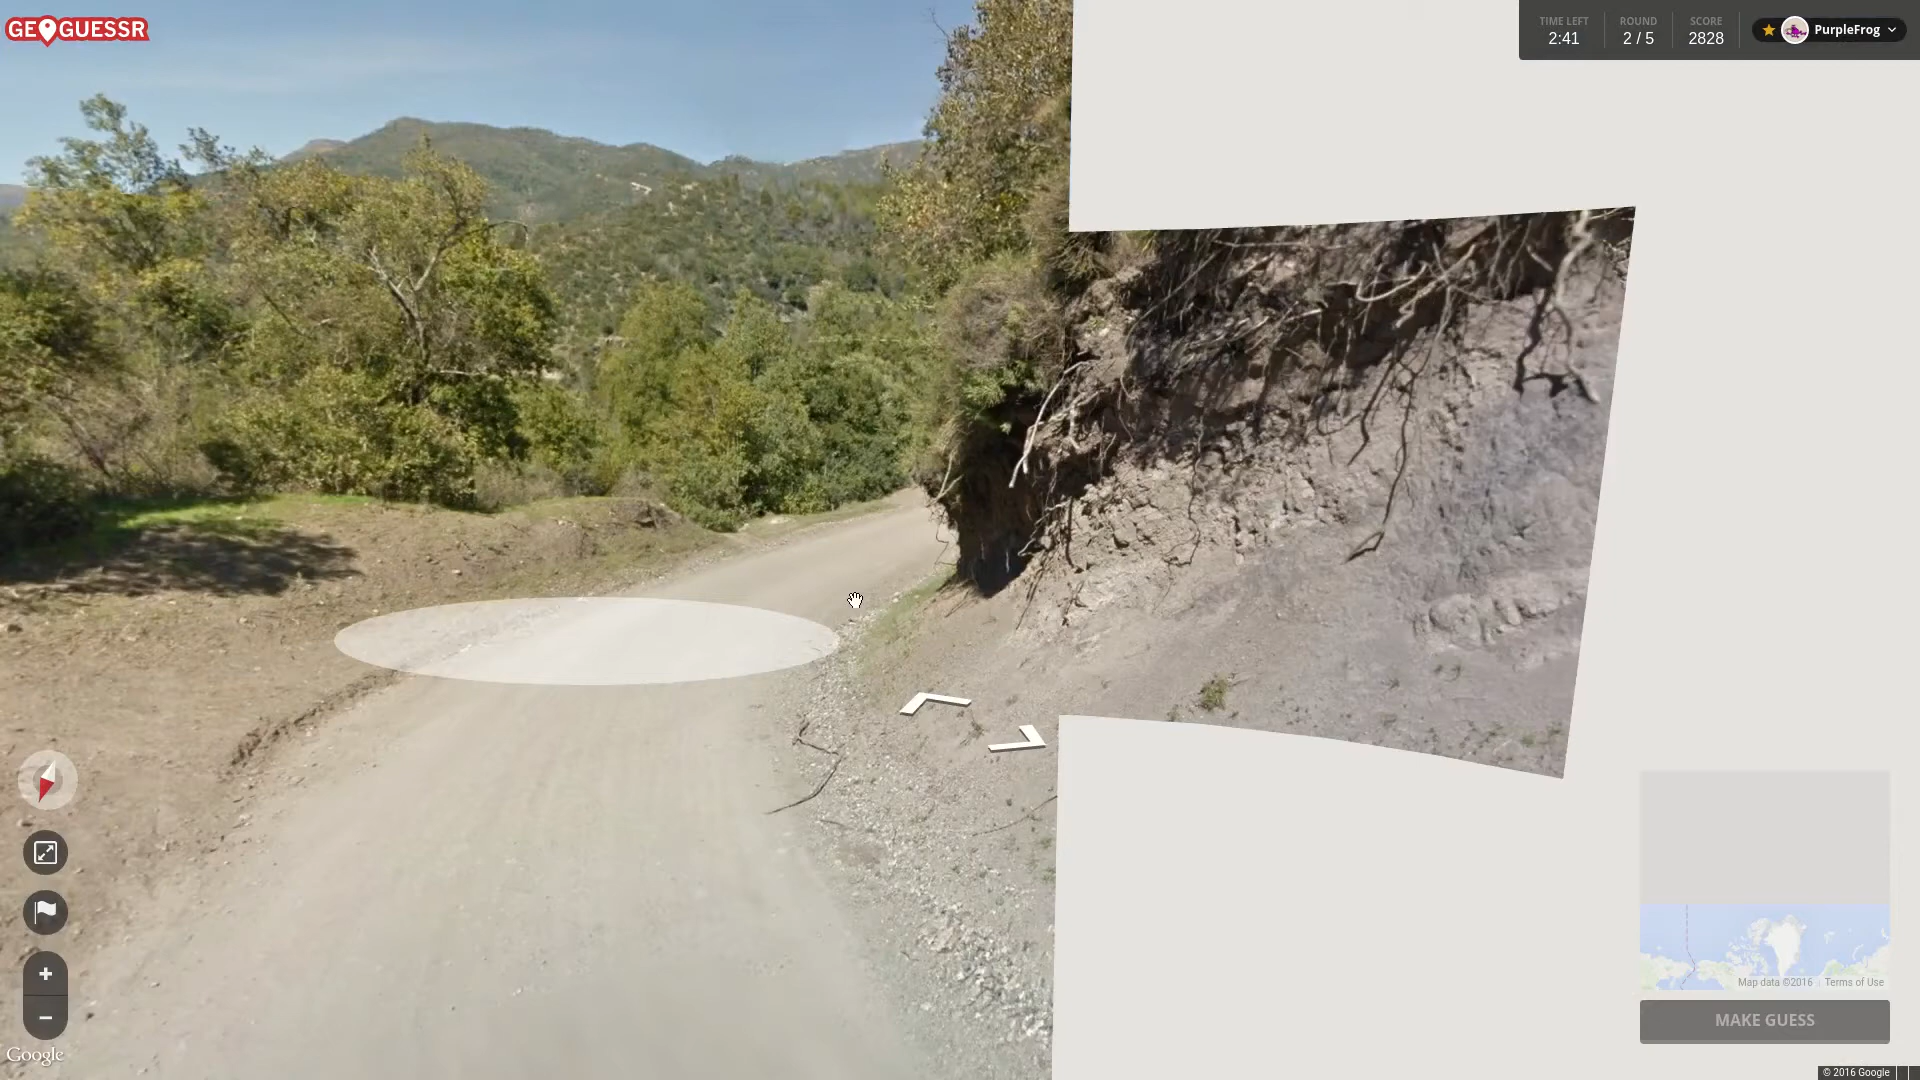 GEOGUESSR
TIME LEFT
2:41
ROUND
2 / 5
SCORE
2828
PurpleFrog
Map data ©2016
Terms of Use
MAKE GUESS
Google
© 2016 Google